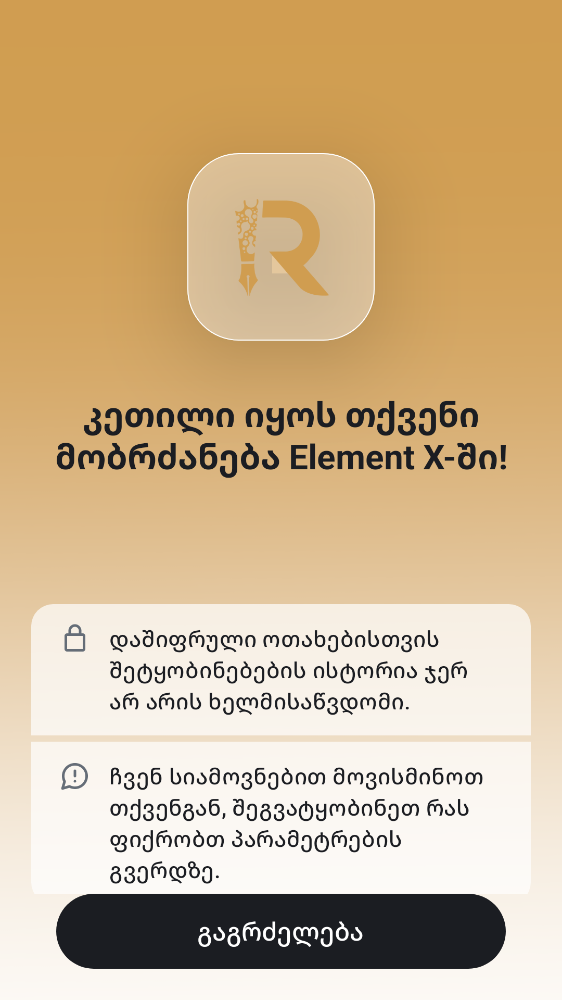 კეთილი იყოს თქვენი
მობრძანება Element X-ში!
დაშიფრული ოთახებისთვის
შეტყობინებების ისტორია ჯერ
არ არის ხელმისაწვდომი.
ჩვენ სიამოვნებით მოვისმინოთ
თქვენგან, შეგვატყობინეთ რას
ფიქრობთ პარამეტრების
გვერდზე.
გაგრძელება